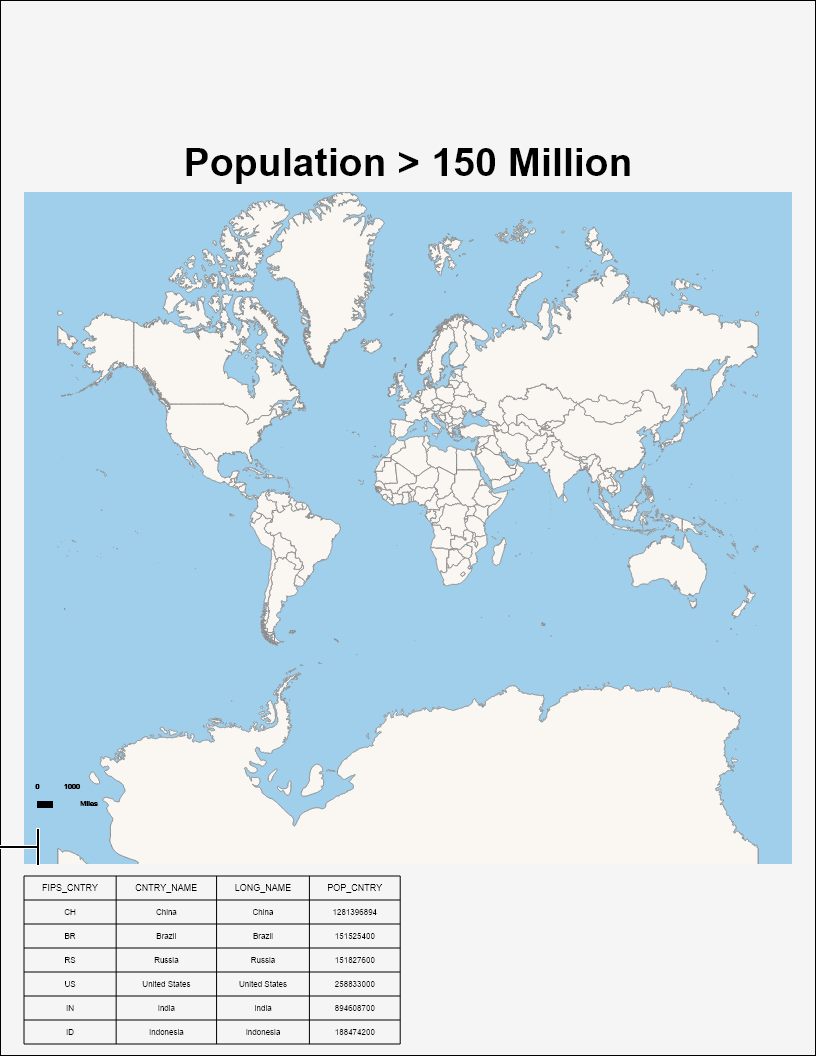 Population > 150 Million
0 1000
Miles
FIPS_CNTRY CNTRY_NAME LONG_NAME POP_CNTRY
CH China China 1281396894
BR Brazil Brazil 151525400
RS Russia Russia 151827600
US United States United States 258833000
IN India India 894608700
ID Indonesia Indonesia 188474200